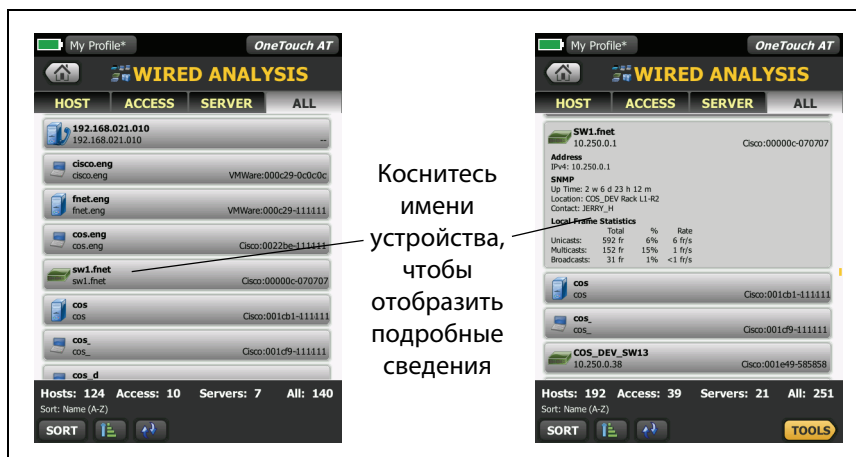 My Profile*
OneTouch AT
WIRED ANALYSIS
HOST ACCESS SERVER ALL
192.168.021.010
192.168.021.010 --
cisco.eng
cisco.eng VMWare:000c29-0c0c0c
fnet.eng
fnet.eng VMWare:000c29-111111
cos.eng
cos.eng Cisco:0022be-111111
sw1.fnet
sw1.fnet Cisco:00000c-070707
cos
cos Cisco:001cb1-111111
cos_
cos_ Cisco:001cf9-111111
cos_d
Hosts: 124 Access: 10 Servers: 7 All: 140
Sort: Name (A-Z)
SORT
Коснитесь
имени
устройства,
чтобы
отобразить
подробные
сведения
My Profile*
OneTouch AT
WIRED ANALYSIS
HOST ACCESS SERVER ALL
SW1.fnet
10.250.0.1 Cisco:00000c-070707
Address
IPv4: 10.250.0.1
SNMP
Up Time: 2 w 6 d 23 h 12 m
Location: COS_DEV Rack L1-R2
Contact: JERRY_H
Local Frame Statistics
Total % Rate
Unicasts: 592 fr 6% 6 fr/s
Multicasts: 152 fr 15% 1 fr/s
Broadcasts: 31 fr 1% <1 fr/s
cos
cos Cisco:001cb1-111111
cos_
cos_ Cisco:001cf9-111111
COS_DEV_SW13
10.250.0.38 Cisco:001e49-585858
Hosts: 192 Access: 39 Servers: 21 All: 251
Sort: Name (A-Z)
SORT
TOOLS